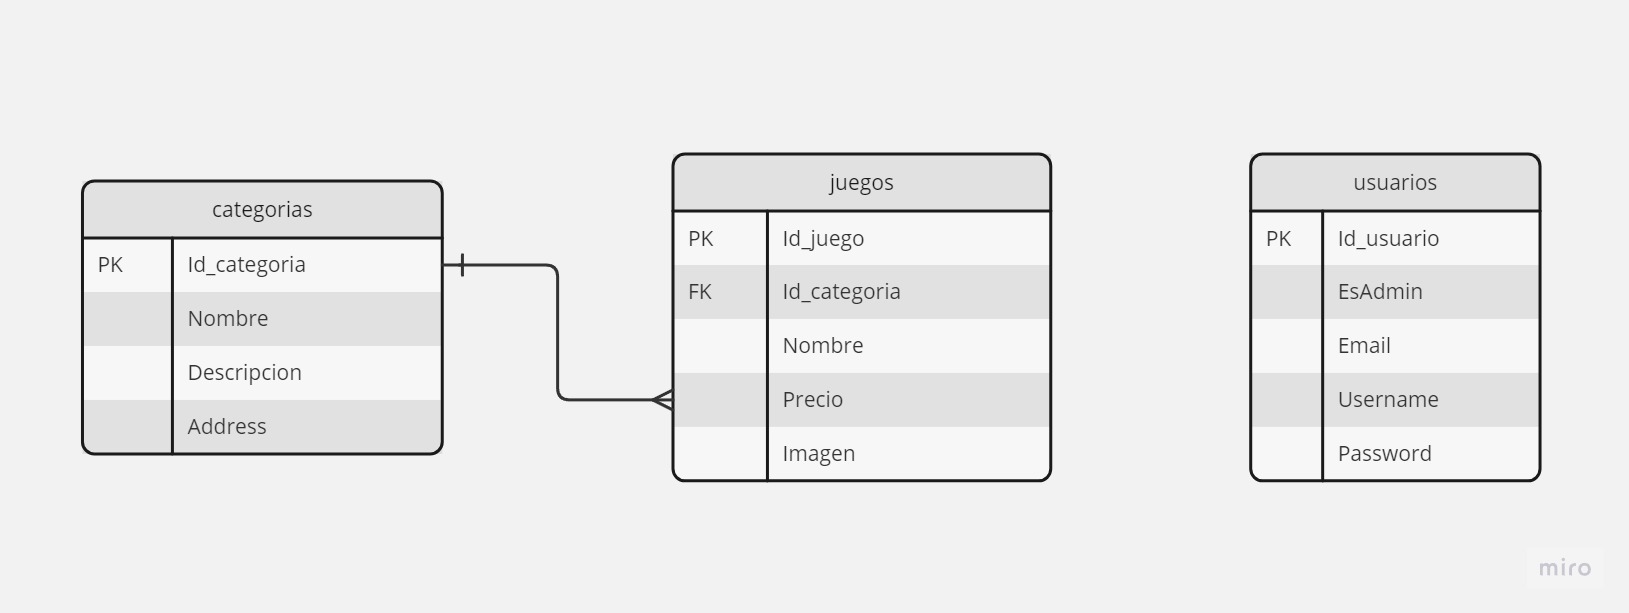 categorias
PK Id_categoria
Nombre
Descripcion
Address
juegos
PK Id_juego
FK Id_categoria
Nombre
Precio
Imagen
usuarios
PK Id_usuario
EsAdmin
Email
Username
Password
miro